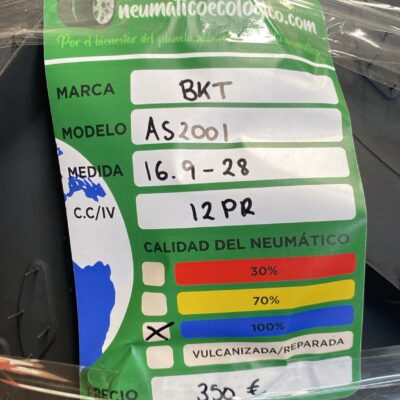 neumaticoecologico.com
Por el bienestar del planeta
MARCA BKT
MODELO AS2001
MEDIDA 16.9-28
C.C/IV 12PR
CALIDAD DEL NEUMÁTICO
30%
70%
X 100%
VULCANIZADA/REPARADA
PRECIO 350 €